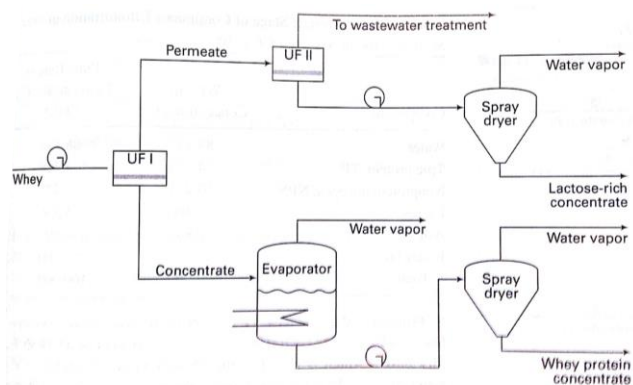 To wastewater treatment
Permeate
UF II
Water vapor
Spray
dryer
UF I
Whey
Lactose-rich
concentrate
Water vapor
Water vapor
Concentrate
Evaporator
Spray
dryer
Whey protein
concentrate